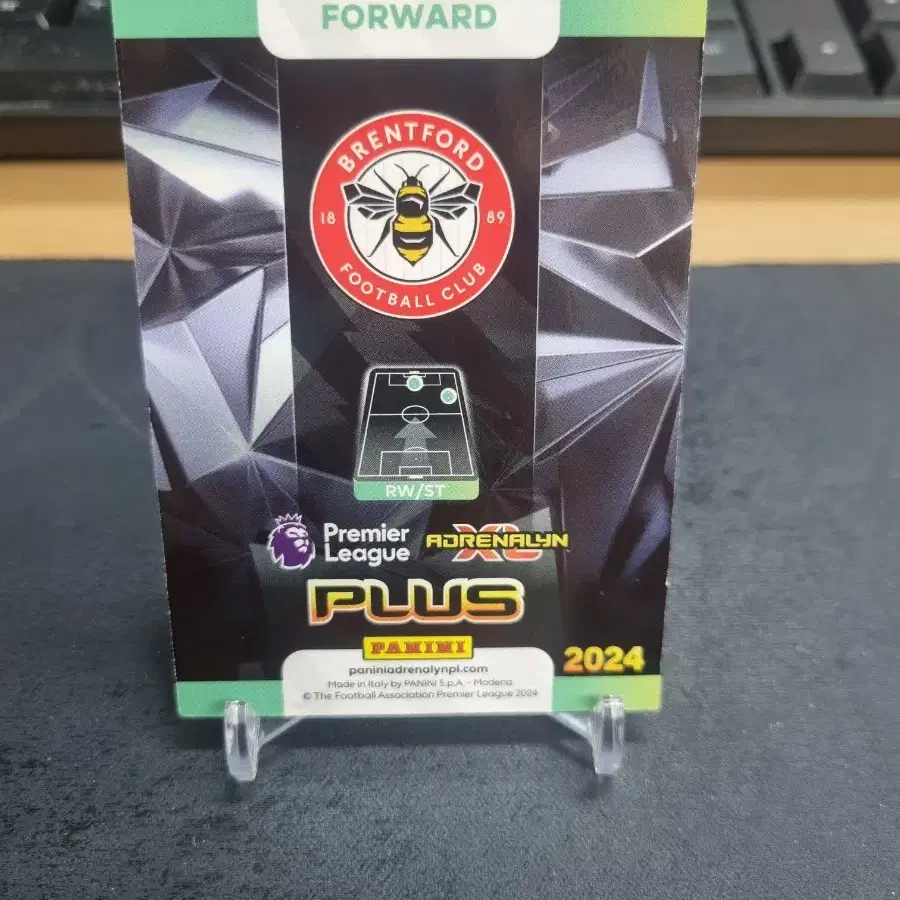 FORWARD
BRENTFORD
18 89
FOOTBALL CLUB
RW/ST
Premier
League
ADRENALYN
XL
PLUS
PANINI
2024
paniniadrenalynpl.com
Made in Italy by PANINI S.p.A. - Modena
© The Football Association Premier League 2024